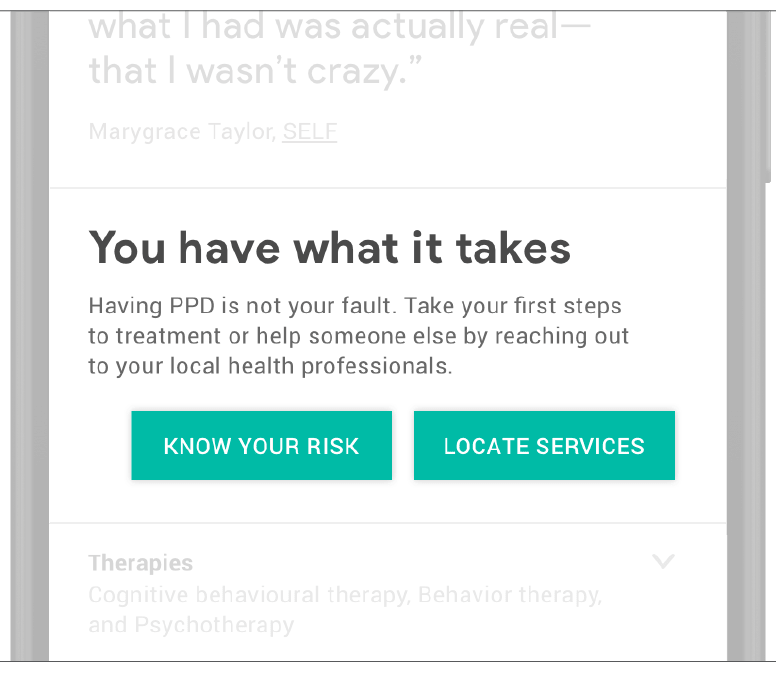 what I had was actually real—
that I wasn’t crazy.”
Marygrace Taylor, SELF
You have what it takes
Having PPD is not your fault. Take your first steps
to treatment or help someone else by reaching out
to your local health professionals.
KNOW YOUR RISK
LOCATE SERVICES
Therapies
Cognitive behavioural therapy, Behavior therapy,
and Psychotherapy